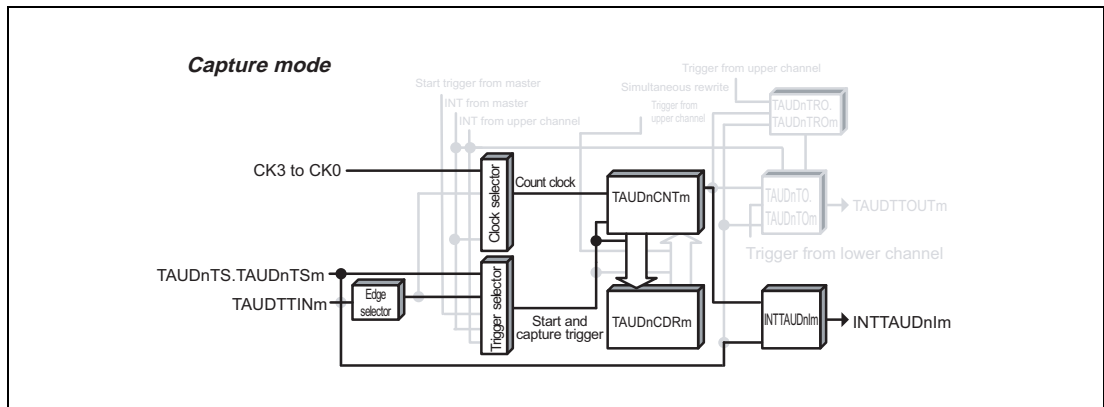 Capture mode
Trigger from upper channel
Start trigger from master
Simultaneous rewrite
INT from master
Trigger from
upper channel
INT from upper channel
TAUDnTRO.
TAUDnTROm
CK3 to CK0
Clock selector
Count clock
TAUDnCNTm
TAUDnTO.
TAUDnTOm
TAUDTTOUTm
Trigger from lower channel
TAUDnTS.TAUDnTSm
TAUDTTINm
Edge
selector
Trigger selector
Start and
capture trigger
TAUDnCDRm
INTTAUDnIm
INTTAUDnIm